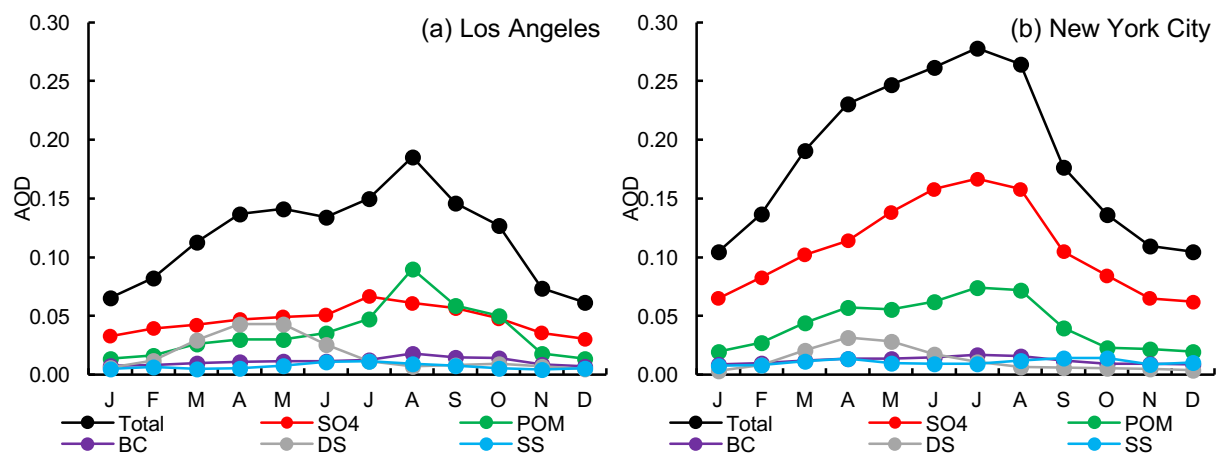 (a) Los Angeles
0.30
0.25
0.20
0.15
0.10
0.05
0.00
AOD
J F M A M J J A S O N D
Total SO4 POM
BC DS SS
(b) New York City
0.30
0.25
0.20
0.15
0.10
0.05
0.00
AOD
J F M A M J J A S O N D
Total SO4 POM
BC DS SS